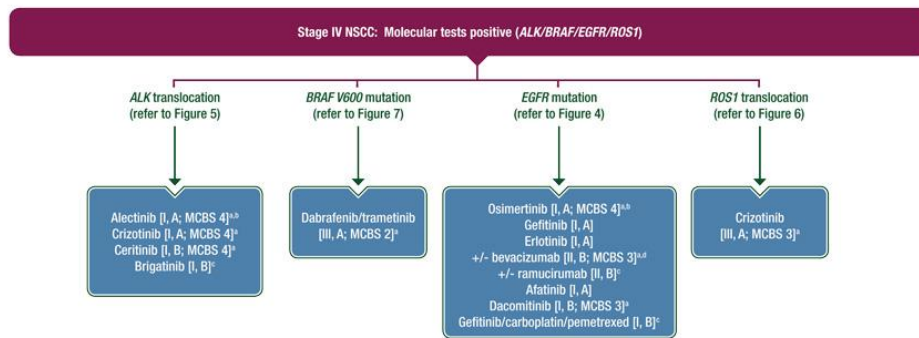 Stage IV NSCC: Molecular tests positive (ALK/BRAF/EGFR/ROS1)
ALK translocation
(refer to Figure 5)
BRAF V600 mutation
(refer to Figure 7)
EGFR mutation
(refer to Figure 4)
ROS1 translocation
(refer to Figure 6)
Alectinib [I, A; MCBS 4]a,b
Crizotinib [I, A; MCBS 4]a
Ceritinib [I, B; MCBS 4]a
Brigatinib [I, B]c
Dabrafenib/trametinib
[III, A; MCBS 2]a
Osimertinib [I, A; MCBS 4]a,b
Gefitinib [I, A]
Erlotinib [I, A]
+/- bevacizumab [II, B; MCBS 3]a,d
+/- ramucirumab [II, B]c
Afatinib [I, A]
Dacomitinib [I, B; MCBS 3]a
Gefitinib/carboplatin/pemetrexed [I, B]c
Crizotinib
[III, A; MCBS 3]a